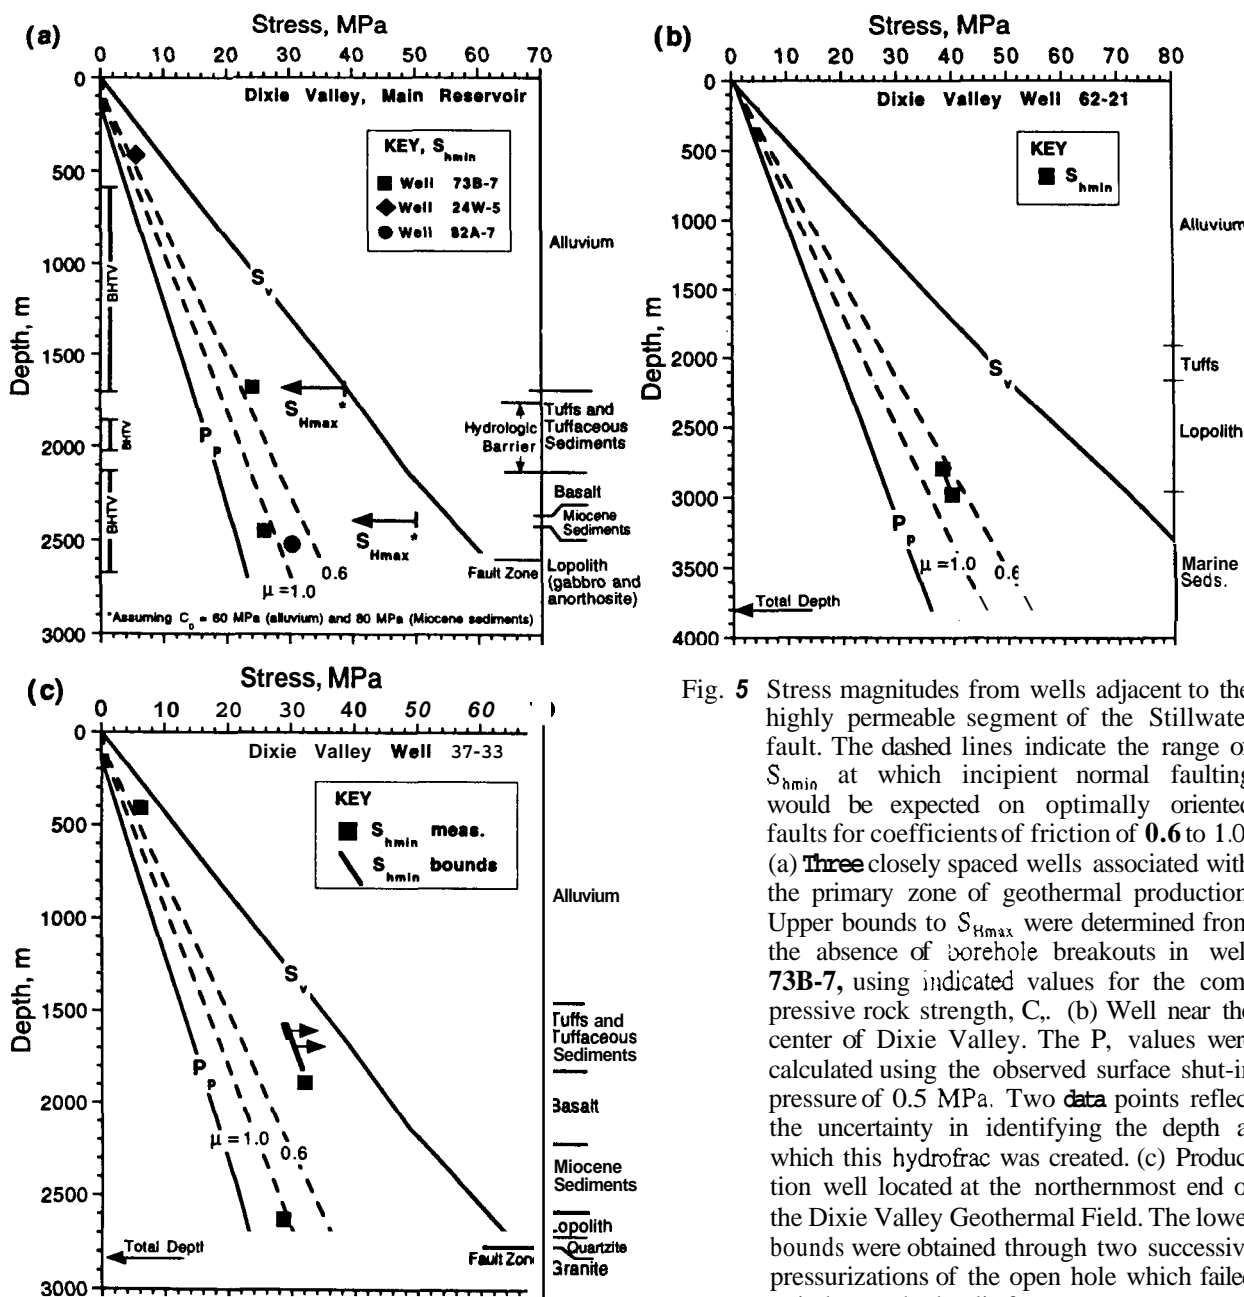 (a)
Stress, MPa
0 10 20 30 40 50 60 70
Dixie Valley, Main Reservoir
KEY, S hmin
Well 73B-7
Well 24W-5
Well 82A-7
Depth, m
0
500
1000
1500
2000
2500
3000
BHTV
BHTV
BHTV
S v
P p
S Hmax *
S Hmax *
μ = 1.0
0.6
Hydrologic
Barrier
Fault Zone
Alluvium
Tuffs and
Tuffaceous
Sediments
Basalt
Miocene
Sediments
Lopolith
(gabbro and
anorthosite)
*Assuming C o = 60 MPa (alluvium) and 80 MPa (Miocene sediments)
(b)
Stress, MPa
0 10 20 30 40 50 60 70 80
Dixie Valley Well 62-21
KEY
S hmin
Depth, m
0
500
1000
1500
2000
2500
3000
3500
4000
S v
P p
μ = 1.0
0.6
Total Depth
Alluvium
Tuffs
Lopolith
Marine
Seds.
(c)
Stress, MPa
0 10 20 30 40 50 60
Dixie Valley Well 37-33
KEY
S hmin meas.
S hmin bounds
Depth, m
0
500
1000
1500
2000
2500
3000
S v
P p
μ = 1.0
0.6
Total Depth
Fault Zon
Alluvium
Tuffs and
Tuffaceous
Sediments
Basalt
Miocene
Sediments
Lopolith
Quartzite
Granite
Fig. 5 Stress magnitudes from wells adjacent to the
highly permeable segment of the Stillwate
fault. The dashed lines indicate the range o
S hmin at which incipient normal faulting
would be expected on optimally oriented
faults for coefficients of friction of 0.6 to 1.0
(a) Three closely spaced wells associated with
the primary zone of geothermal production
Upper bounds to S Hmax were determined from
the absence of borehole breakouts in wel
73B-7, using indicated values for the com
pressive rock strength, C,. (b) Well near the
center of Dixie Valley. The P, values were
calculated using the observed surface shut-in
pressure of 0.5 MPa. Two data points reflec
the uncertainty in identifying the depth a
which this hydrofrac was created. (c) Produc
tion well located at the northernmost end o
the Dixie Valley Geothermal Field. The lowe
bounds were obtained through two successiv
pressurizations of the open hole which failed